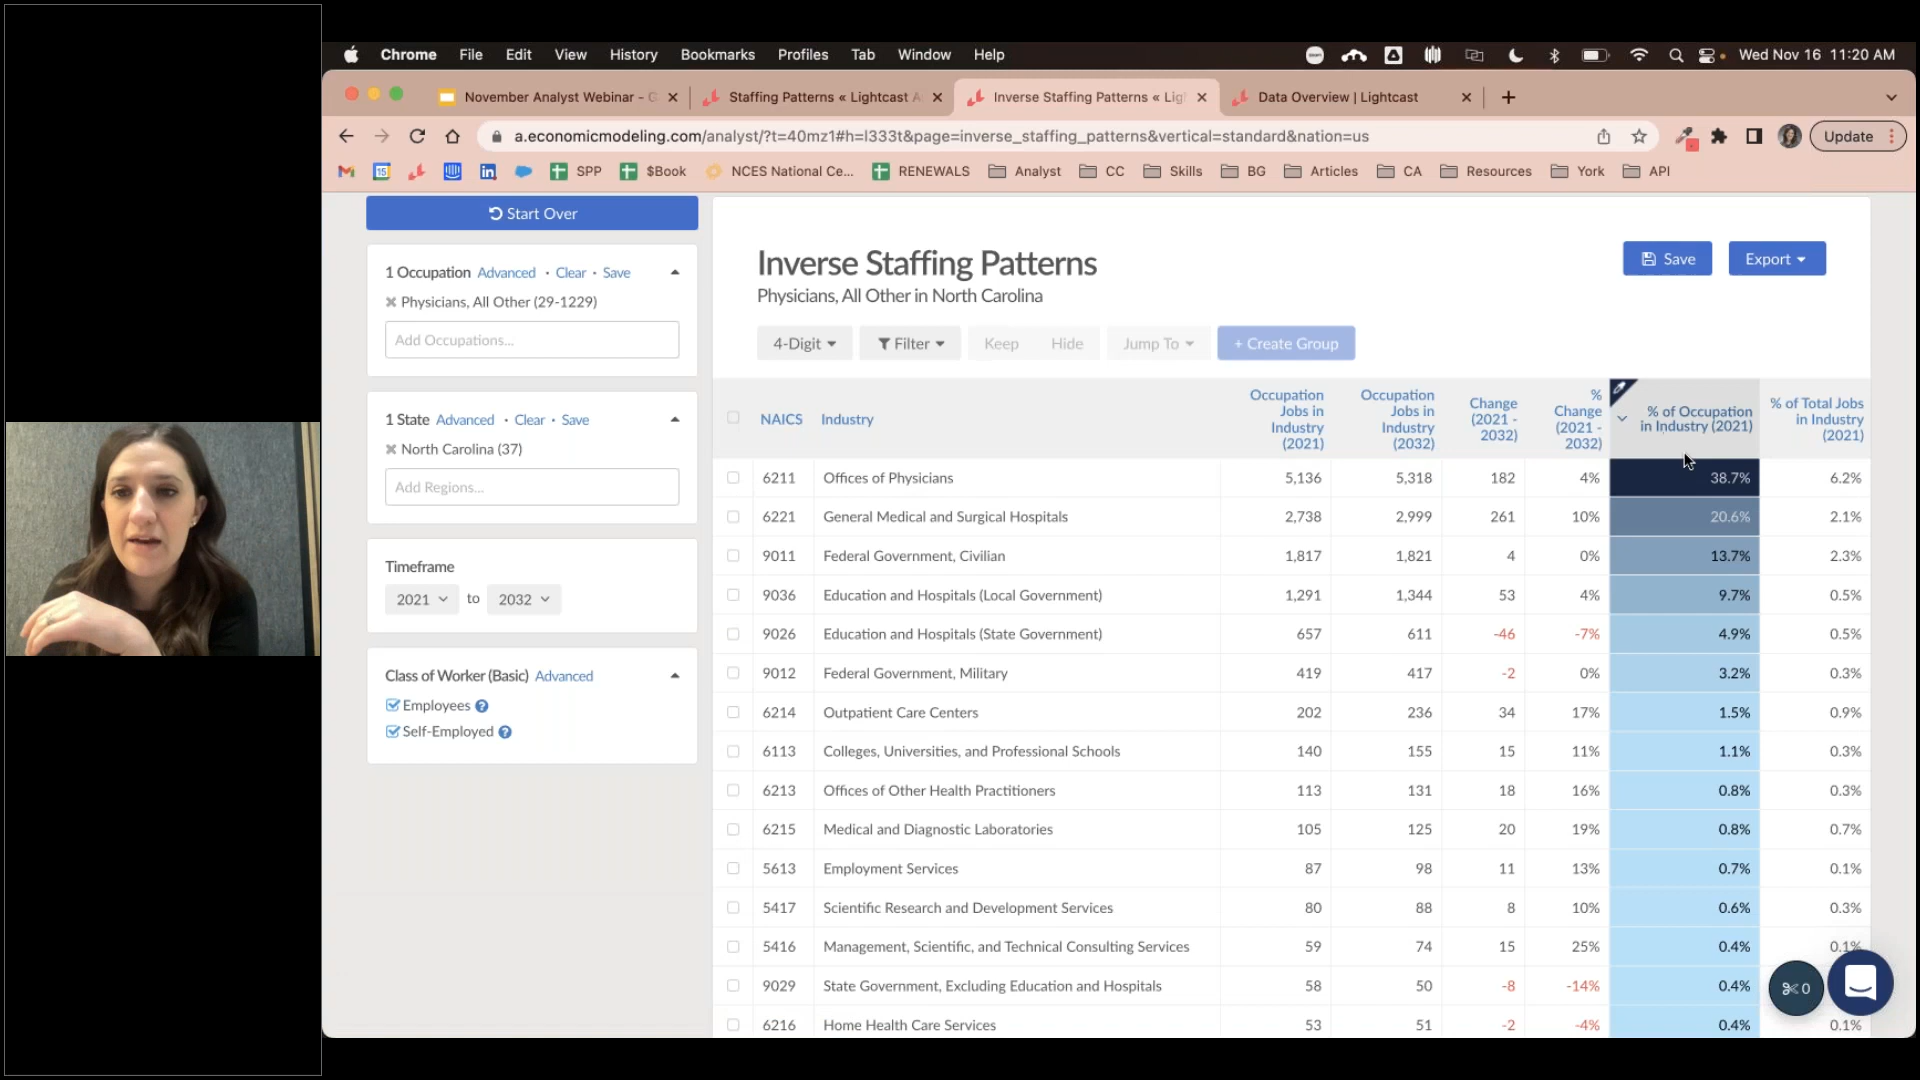 Chrome File Edit View History Bookmarks Profiles Tab Window Help Wed Nov 16 11:20 AM
November Analyst Webinar - G Staffing Patterns « Lightcast A Inverse Staffing Patterns « Lig Data Overview | Lightcast
a.economicmodeling.com/analyst/?t=40mz1#h=l333t&page=inverse_staffing_patterns&vertical=standard&nation=us Update
15 SPP $Book NCES National Ce... RENEWALS Analyst CC Skills BG Articles CA Resources York API
Start Over
1 Occupation Advanced · Clear · Save
Physicians, All Other (29-1229)
Add Occupations...
1 State Advanced · Clear · Save
North Carolina (37)
Add Regions...
Timeframe
2021 to 2032
Class of Worker (Basic) Advanced
Employees ?
Self-Employed ?
Inverse Staffing Patterns
Physicians, All Other in North Carolina
Save Export
4-Digit Filter Keep Hide Jump To + Create Group
NAICS Industry Occupation Jobs in Industry (2021) Occupation Jobs in Industry (2032) Change (2021 - 2032) % Change (2021 - 2032) % of Occupation in Industry (2021) % of Total Jobs in Industry (2021)
6211 Offices of Physicians 5,136 5,318 182 4% 38.7% 6.2%
6221 General Medical and Surgical Hospitals 2,738 2,999 261 10% 20.6% 2.1%
9011 Federal Government, Civilian 1,817 1,821 4 0% 13.7% 2.3%
9036 Education and Hospitals (Local Government) 1,291 1,344 53 4% 9.7% 0.5%
9026 Education and Hospitals (State Government) 657 611 -46 -7% 4.9% 0.5%
9012 Federal Government, Military 419 417 -2 0% 3.2% 0.3%
6214 Outpatient Care Centers 202 236 34 17% 1.5% 0.9%
6113 Colleges, Universities, and Professional Schools 140 155 15 11% 1.1% 0.3%
6213 Offices of Other Health Practitioners 113 131 18 16% 0.8% 0.3%
6215 Medical and Diagnostic Laboratories 105 125 20 19% 0.8% 0.7%
5613 Employment Services 87 98 11 13% 0.7% 0.1%
5417 Scientific Research and Development Services 80 88 8 10% 0.6% 0.3%
5416 Management, Scientific, and Technical Consulting Services 59 74 15 25% 0.4% 0.1%
9029 State Government, Excluding Education and Hospitals 58 50 -8 -14% 0.4%
6216 Home Health Care Services 53 51 -2 -4% 0.4% 0.1%
0